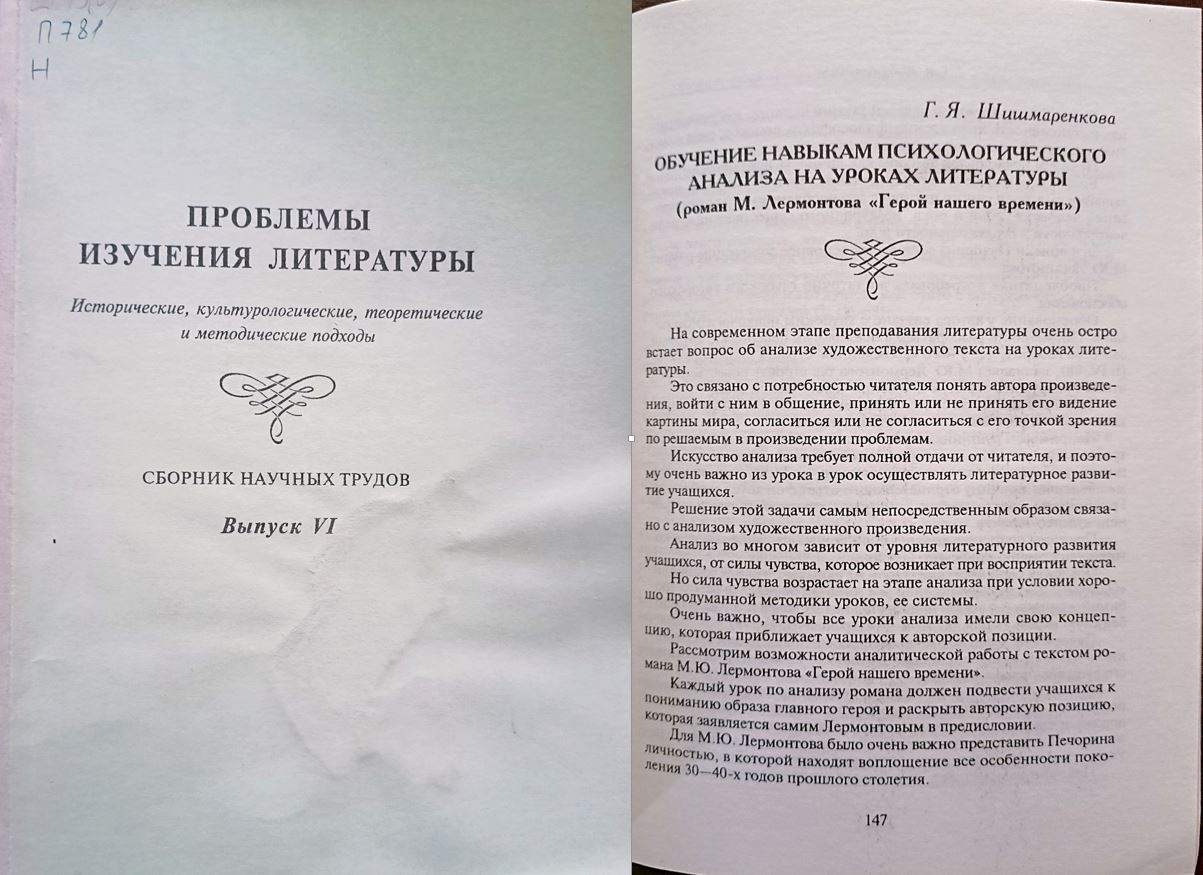 П 781
Н
ПРОБЛЕМЫ
ИЗУЧЕНИЯ ЛИТЕРАТУРЫ
Исторические, культурологические, теоретические
и методические подходы
СБОРНИК НАУЧНЫХ ТРУДОВ
Выпуск VI
Г. Я. Шишмаренкова
ОБУЧЕНИЕ НАВЫКАМ ПСИХОЛОГИЧЕСКОГО
АНАЛИЗА НА УРОКАХ ЛИТЕРАТУРЫ
(роман М. Лермонтова «Герой нашего времени»)
На современном этапе преподавания литературы очень остро
встает вопрос об анализе художественного текста на уроках лите-
ратуры.
Это связано с потребностью читателя понять автора произведе-
ния, войти с ним в общение, принять или не принять его видение
картины мира, согласиться или не согласиться с его точкой зрения
по решаемым в произведении проблемам.
Искусство анализа требует полной отдачи от читателя, и поэто-
му очень важно из урока в урок осуществлять литературное разви-
тие учащихся.
Решение этой задачи самым непосредственным образом связа-
но с анализом художественного произведения.
Анализ во многом зависит от уровня литературного развития
учащихся, от силы чувства, которое возникает при восприятии текста.
Но сила чувства возрастает на этапе анализа при условии хоро-
шо продуманной методики уроков, ее системы.
Очень важно, чтобы все уроки анализа имели свою концеп-
цию, которая приближает учащихся к авторской позиции.
Рассмотрим возможности аналитической работы с текстом ро-
мана М.Ю. Лермонтова «Герой нашего времени».
Каждый урок по анализу романа должен подвести учащихся к
пониманию образа главного героя и раскрыть авторскую позицию,
которая заявляется самим Лермонтовым в предисловии.
Для М.Ю. Лермонтова было очень важно представить Печорина
личностью, в которой находят воплощение все особенности поко-
ления 30—40-х годов прошлого столетия.
147